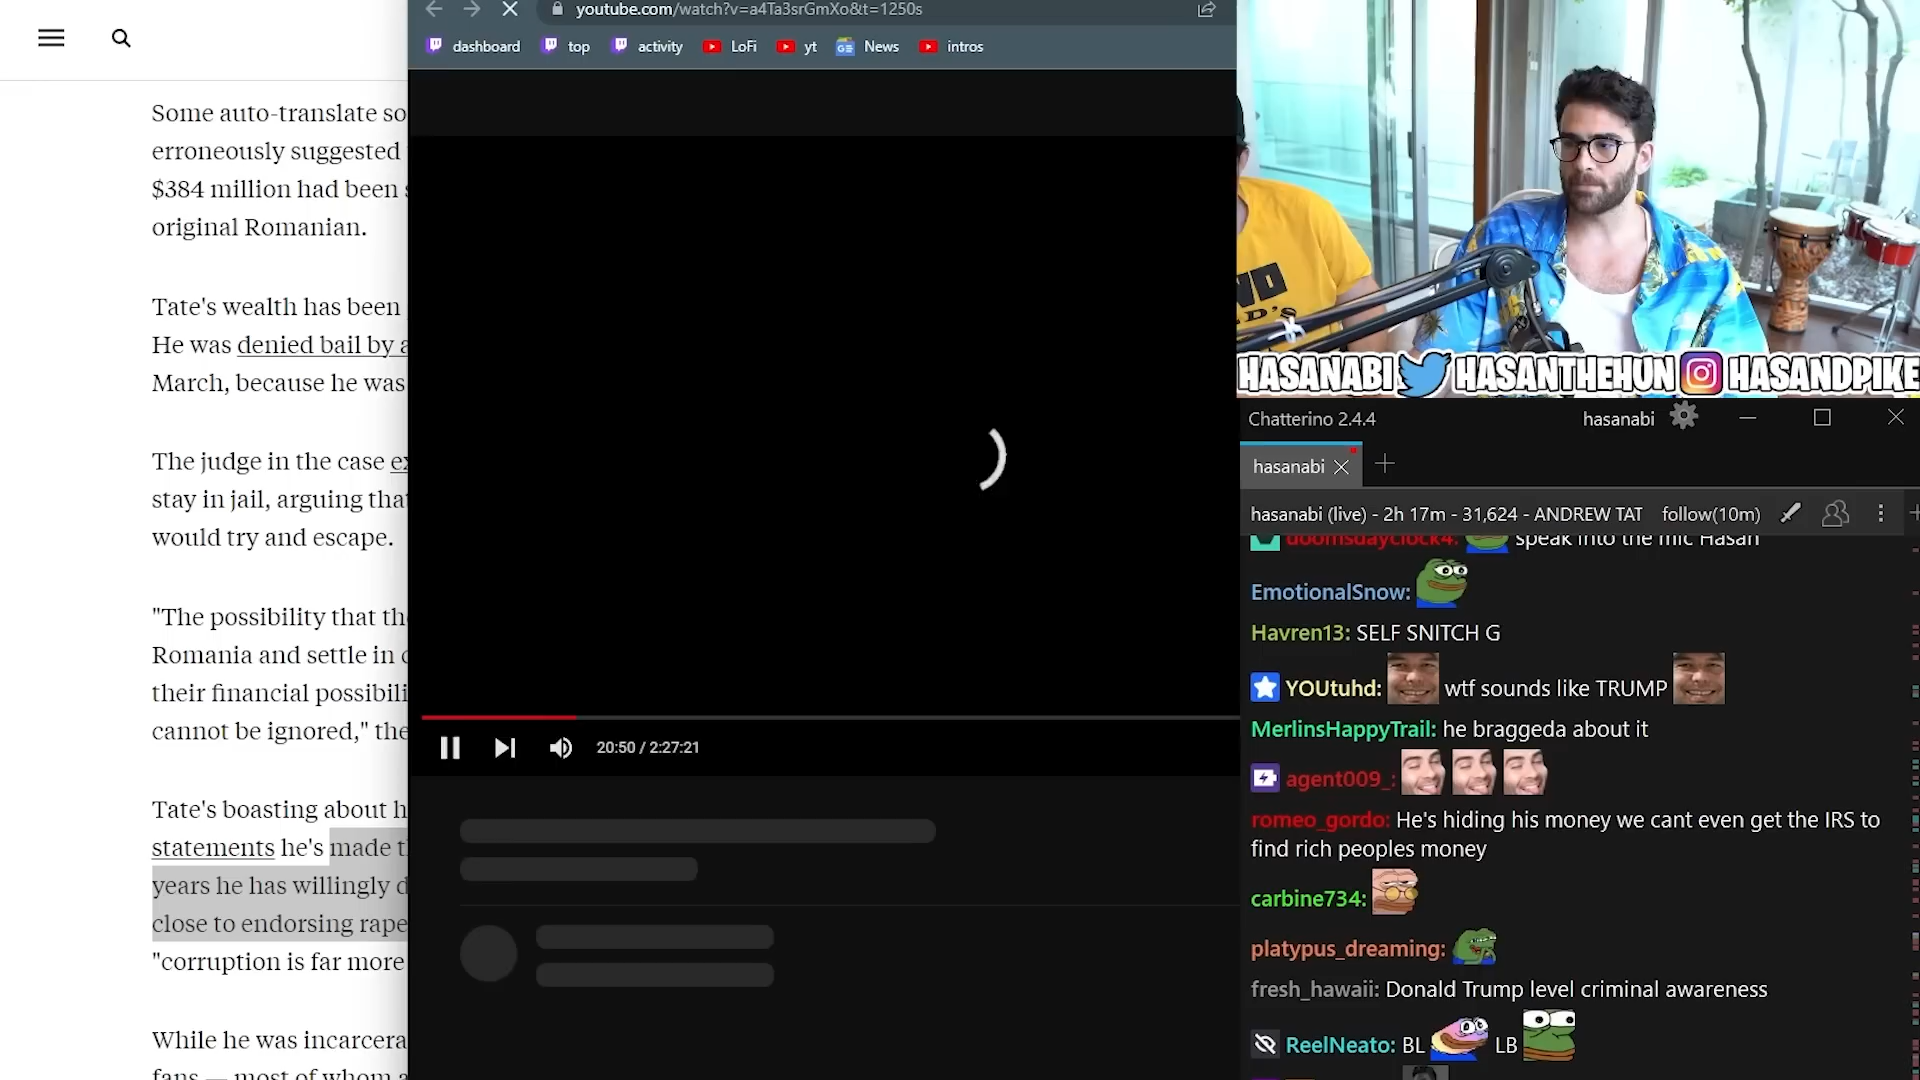 youtube.com/watch?v=a4Ta3srGmXo&t=1250s
dashboard top activity LoFi yt News intros
Some auto-translate so
erroneously suggested
$384 million had been s
original Romanian.
Tate's wealth has been
He was denied bail by a
March, because he was
The judge in the case ex
stay in jail, arguing that
would try and escape.
"The possibility that the
Romania and settle in c
their financial possibili
cannot be ignored," the
Tate's boasting about h
statements he's made th
years he has willingly d
close to endorsing rape
"corruption is far more
While he was incarcera
fans — most of whom a
20:50 / 2:27:21
HASANABI HASANTHEHUN HASANDPIKE
Chatterino 2.4.4 hasanabi
hasanabi
hasanabi (live) - 2h 17m - 31,624 - ANDREW TAT follow(10m)
doomsdayclock4: speak into the mic Hasan
EmotionalSnow:
Havren13: SELF SNITCH G
YOUtuhd: wtf sounds like TRUMP
MerlinsHappyTrail: he braggeda about it
agent009_:
romeo_gordo: He's hiding his money we cant even get the IRS to
find rich peoples money
carbine734:
platypus_dreaming:
fresh_hawaii: Donald Trump level criminal awareness
ReelNeato: BL LB